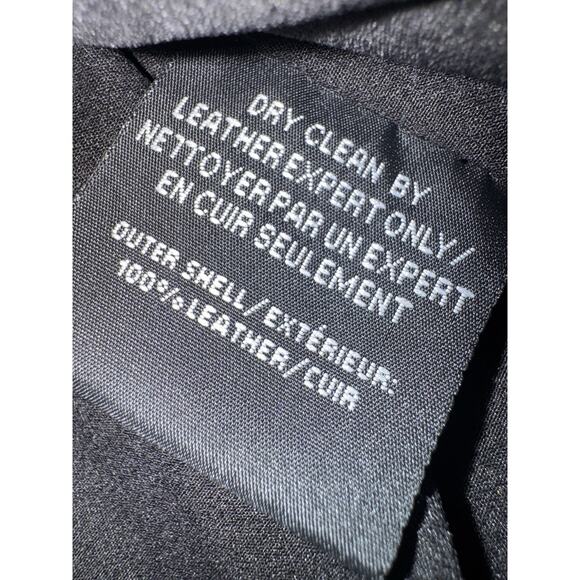 DRY CLEAN BY
LEATHER EXPERT ONLY/
NETTOYER PAR UN EXPERT
EN CUIR SEULEMENT
OUTER SHELL/EXTÉRIEUR:
100% LEATHER/CUIR